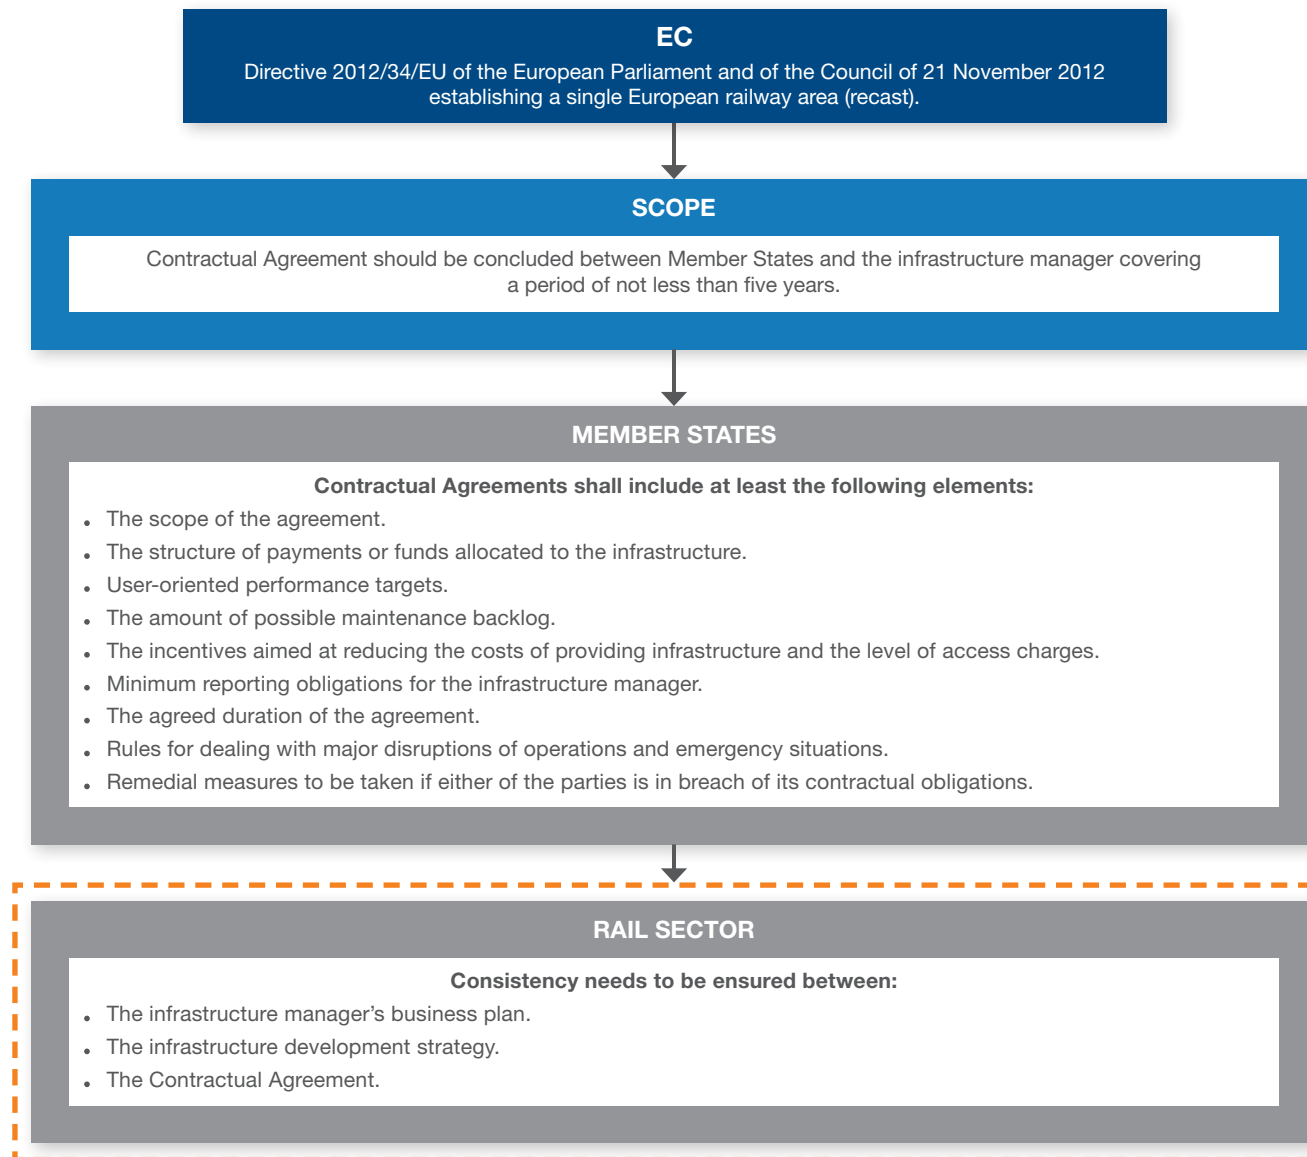 EC
Directive 2012/34/EU of the European Parliament and of the Council of 21 November 2012
establishing a single European railway area (recast).
SCOPE
Contractual Agreement should be concluded between Member States and the infrastructure manager covering
a period of not less than five years.
MEMBER STATES
Contractual Agreements shall include at least the following elements:
• The scope of the agreement.
• The structure of payments or funds allocated to the infrastructure.
• User-oriented performance targets.
• The amount of possible maintenance backlog.
• The incentives aimed at reducing the costs of providing infrastructure and the level of access charges.
• Minimum reporting obligations for the infrastructure manager.
• The agreed duration of the agreement.
• Rules for dealing with major disruptions of operations and emergency situations.
• Remedial measures to be taken if either of the parties is in breach of its contractual obligations.
RAIL SECTOR
Consistency needs to be ensured between:
• The infrastructure manager’s business plan.
• The infrastructure development strategy.
• The Contractual Agreement.